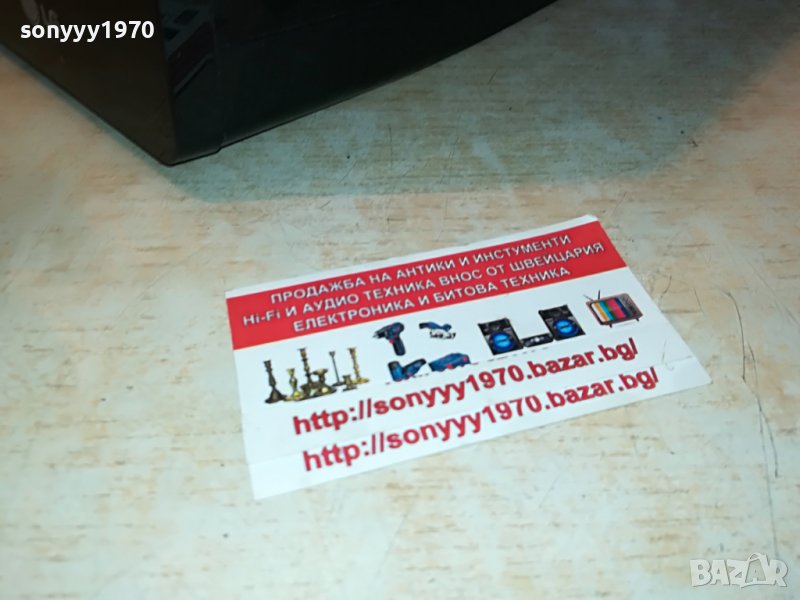 sonyyy1970
ПРОДАЖБА НА АНТИКИ И ИНСТУМЕНТИ
Hi-Fi И АУДИО ТЕХНИКА ВНОС ОТ ШВЕЙЦАРИЯ
ЕЛЕКТРОНИКА И БИТОВА ТЕХНИКА
http://sonyyy1970.bazar.bg/
http://sonyyy1970.bazar.bg/
BAZAR